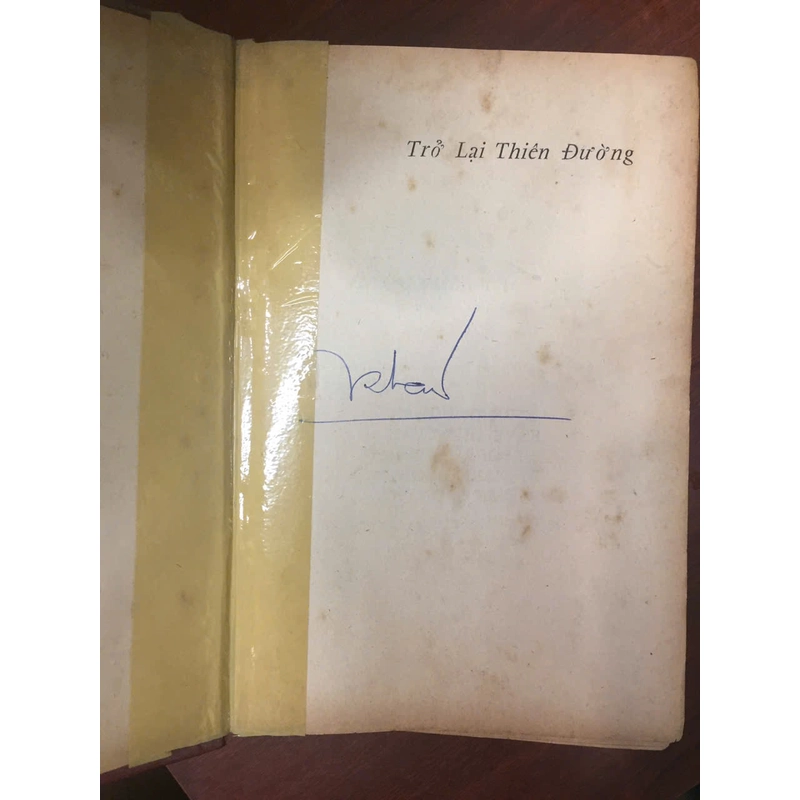 Trở Lại Thiên Đường